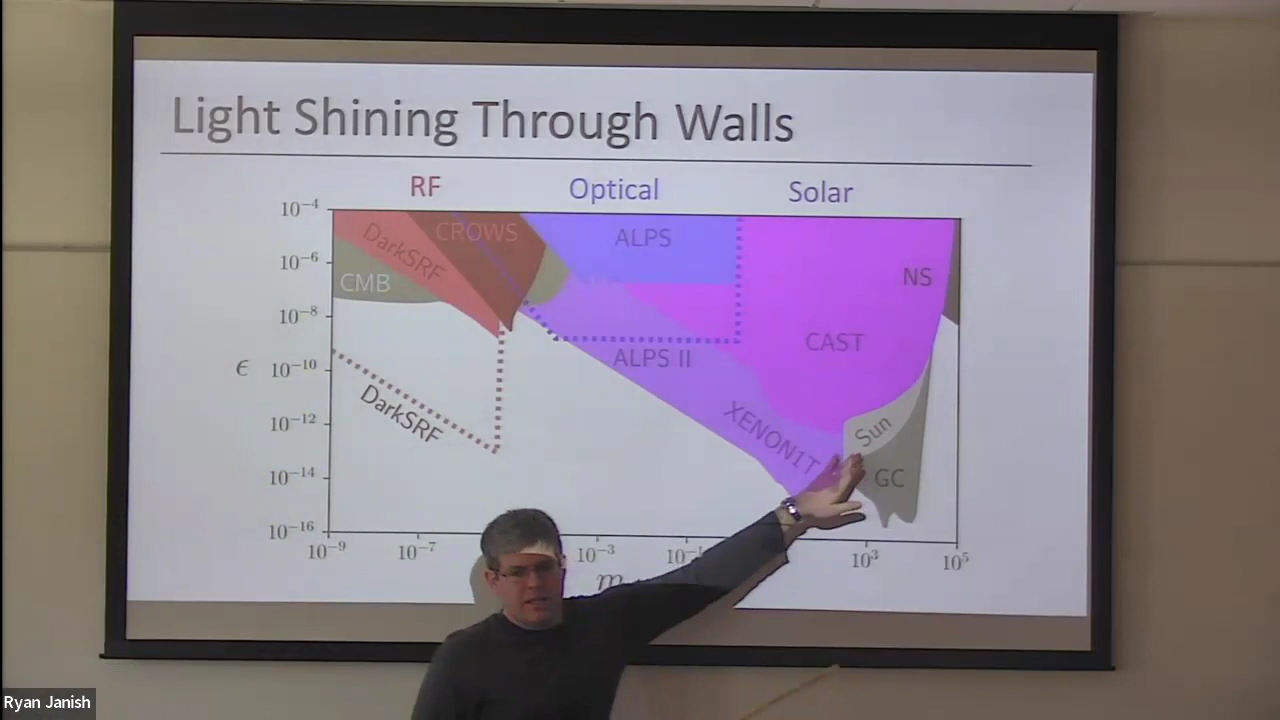 Light Shining Through Walls
RF Optical Solar
10⁻⁴
DarkSRF CROWS ALPS
10⁻⁶
CMB NS
10⁻⁸
CAST
ALPS II
ϵ 10⁻¹⁰
DarkSRF
10⁻¹²
XENON1T Sun
10⁻¹⁴ GC
10⁻¹⁶
10⁻⁹ 10⁻⁷ 10⁻³ 10⁻¹ 10³ 10⁵
m
Ryan Janish